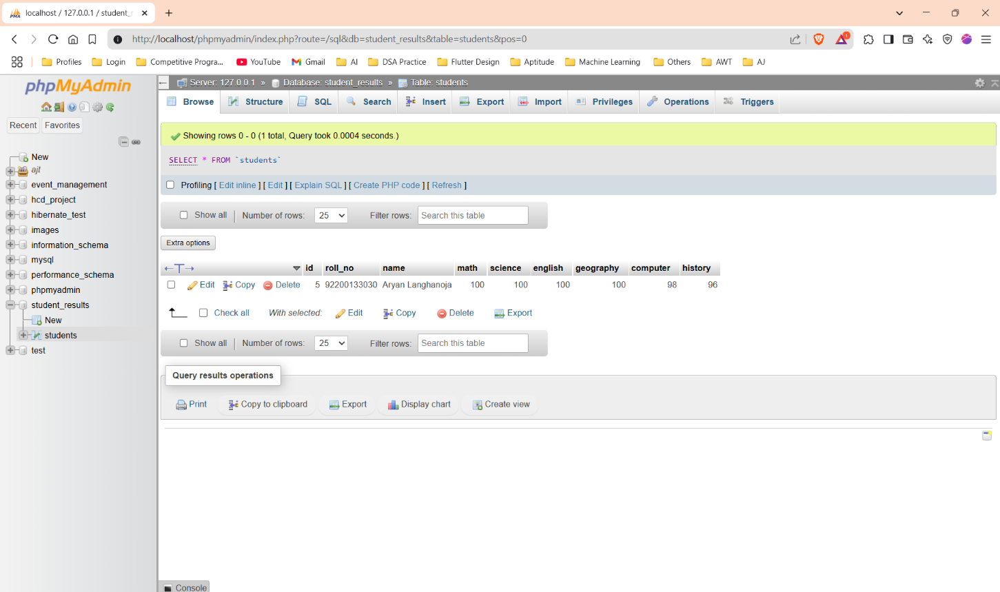 localhost / 127.0.0.1 / student_
http://localhost/phpmyadmin/index.php?route=/sql&db=student_results&table=students&pos=0
1
Profiles Login Competitive Progra... YouTube Gmail AI DSA Practice Flutter Design Aptitude Machine Learning Others AWT AJ
phpMyAdmin
Recent Favorites
New
ajt
event_management
hcd_project
hibernate_test
images
information_schema
mysql
performance_schema
phpmyadmin
student_results
New
students
test
Server: 127.0.0.1 » Database: student_results » Table: students
Browse Structure SQL Search Insert Export Import Privileges Operations Triggers
Showing rows 0 - 0 (1 total, Query took 0.0004 seconds.)
SELECT * FROM `students`
Profiling [ Edit inline ] [ Edit ] [ Explain SQL ] [ Create PHP code ] [ Refresh ]
Show all Number of rows: 25 Filter rows: Search this table
Extra options
id roll_no name math science english geography computer history
Edit Copy Delete 5 92200133030 Aryan Langhanoja 100 100 100 100 98 96
Check all With selected: Edit Copy Delete Export
Show all Number of rows: 25 Filter rows: Search this table
Query results operations
Print Copy to clipboard Export Display chart Create view
Console